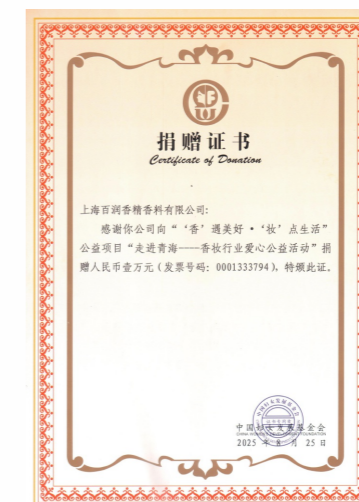 捐赠证书
Certificate of Donation
上海百润香精香料有限公司:
感谢你公司向“‘香’遇美好·‘妆’点生活”
公益项目“走进青海----香妆行业爱心公益活动”捐
赠人民币壹万元(发票号码：0001333794)，特颁此证。
中国妇女发展基金会
2025 年 8 月 25 日